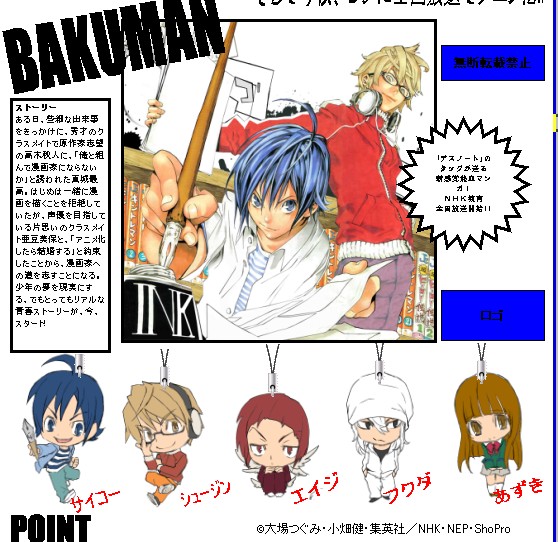 BAKUMAN
無断転載禁止
ストーリー
ある日、些細な出来事
をきっかけに、秀才のク
ラスメイトで原作家志望
の高木秋人に、「俺と組
んで漫画家にならない
か」と誘われた真城最
高。はじめは一緒に漫
画を描くことを拒絶して
いたが、声優を目指して
いる片思いのクラスメイ
ト亜豆美保と、「アニメ化
したら結婚する」と約束
したことから、漫画家へ
の道を志すことになる。
少年の夢を現実にす
る、でもとってもリアルな
青春ストーリーが、今、
スタート!
「デスノート」の
タッグが送る
新感覚熱血マン
ガ!
NHK教育
全国放送開始!!
INK
ロゴ
サイコー
シュージン
エイジ
フクダ
あずき
POINT
©大場つぐみ・小畑健・集英社/NHK・NEP・ShoPro